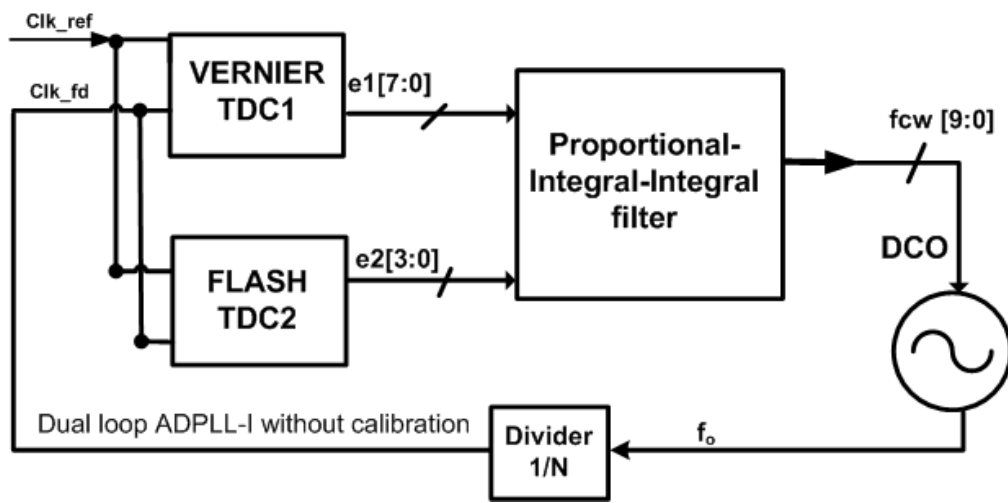 Clk_ref
VERNIER
TDC1
e1[7:0]
Clk_fd
Proportional-
Integral-Integral
filter
fcw [9:0]
FLASH
TDC2
e2[3:0]
DCO
Dual loop ADPLL-I without calibration
Divider
1/N
fo